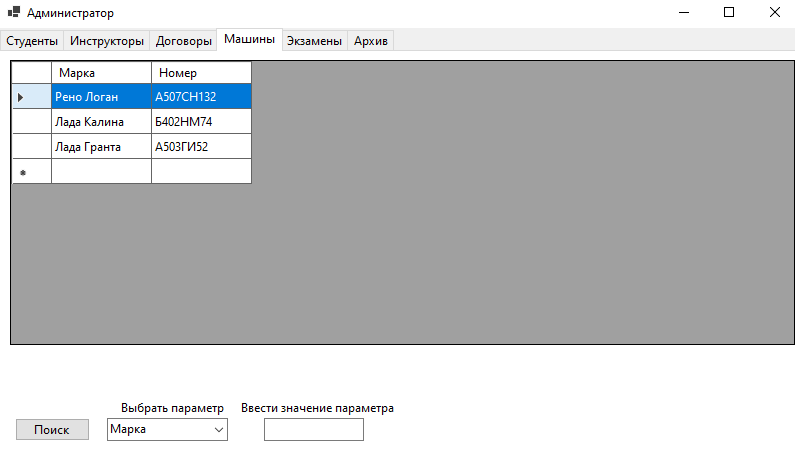 Администратор
Студенты Инструкторы Договоры Машины Экзамены Архив
Марка Номер
Рено Логан А507СН132
Лада Калина Б402НМ74
Лада Гранта А503ГИ52
Выбрать параметр Ввести значение параметра
Поиск Марка